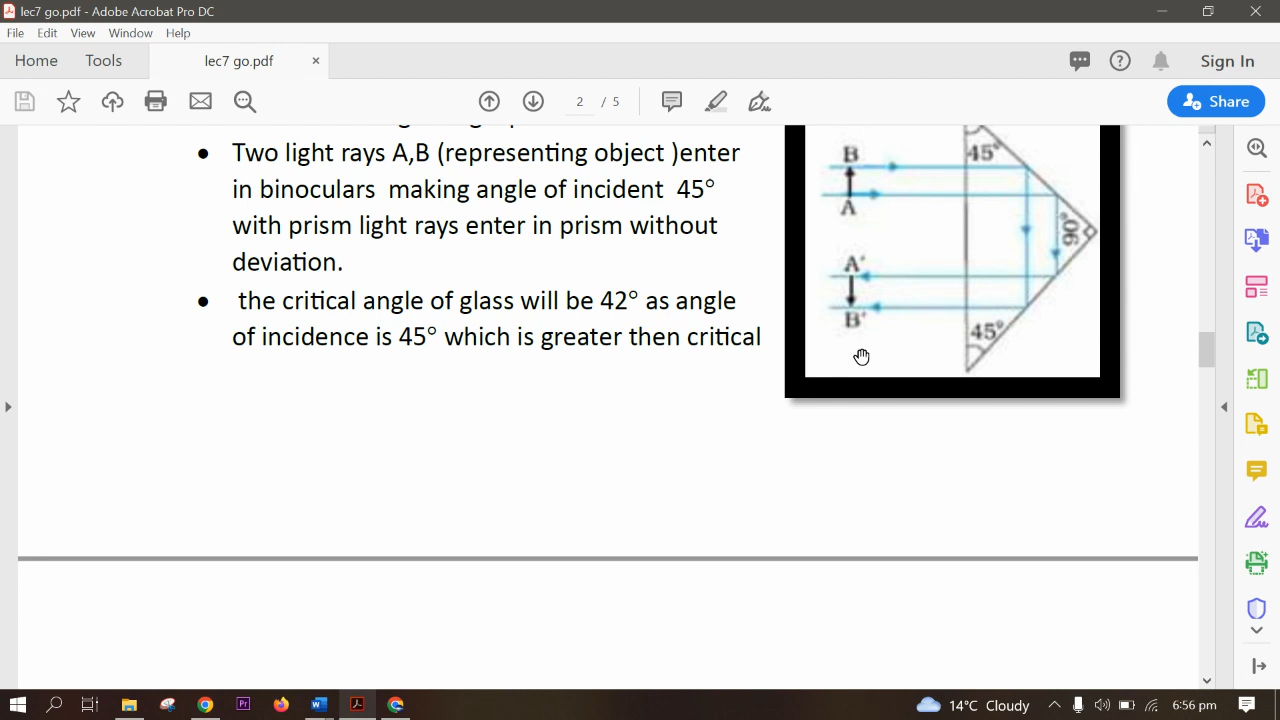 lec7 go.pdf - Adobe Acrobat Pro DC
File Edit View Window Help
Home Tools lec7 go.pdf × Sign In
2 / 5 Share
• Two light rays A,B (representing object )enter
in binoculars making angle of incident 45°
with prism light rays enter in prism without
deviation.
• the critical angle of glass will be 42° as angle
of incidence is 45° which is greater then critical
45°
B
A
90°
A'
B'
45°
14°C Cloudy 6:56 pm